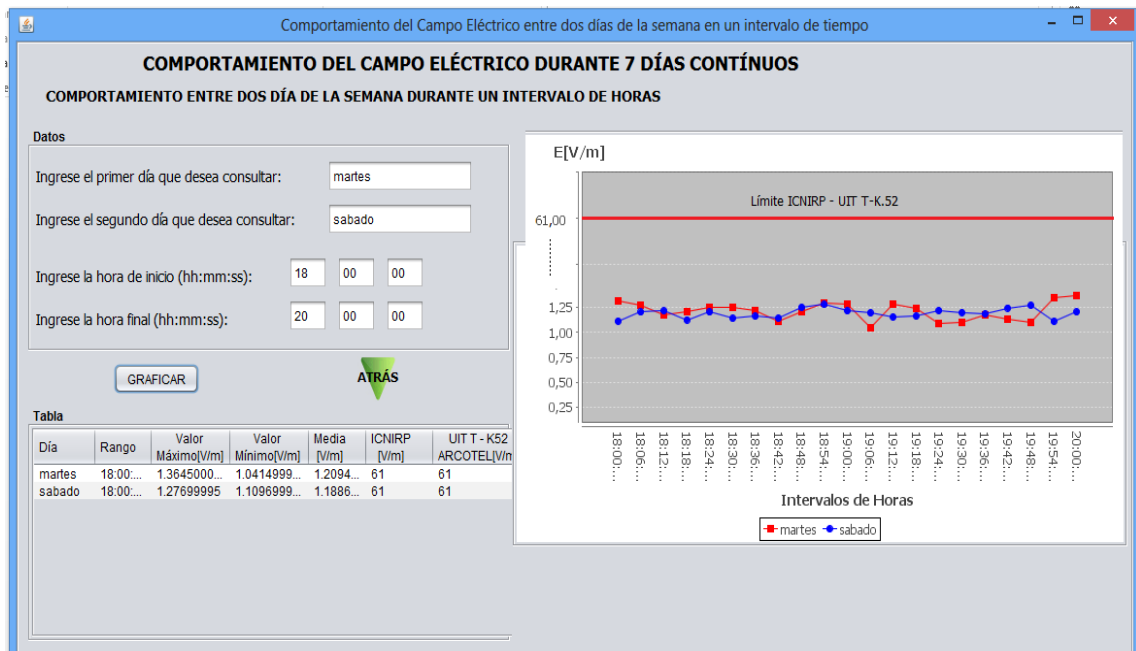 Comportamiento del Campo Eléctrico entre dos días de la semana en un intervalo de tiempo
COMPORTAMIENTO DEL CAMPO ELÉCTRICO DURANTE 7 DÍAS CONTÍNUOS
COMPORTAMIENTO ENTRE DOS DÍA DE LA SEMANA DURANTE UN INTERVALO DE HORAS
Datos
Ingrese el primer día que desea consultar: martes
Ingrese el segundo día que desea consultar: sabado
Ingrese la hora de inicio (hh:mm:ss): 18 00 00
Ingrese la hora final (hh:mm:ss): 20 00 00
GRAFICAR
ATRÁS
Tabla
Día Rango Valor Máximo[V/m] Valor Mínimo[V/m] Media [V/m] ICNIRP [V/m] UIT T - K52 ARCOTEL[V/m
martes 18:00:... 1.3645000... 1.0414999... 1.2094... 61 61
sabado 18:00:... 1.27699995 1.1096999... 1.1886... 61 61
E[V/m]
Límite ICNIRP - UIT T-K.52
61,00
1,25
1,00
0,75
0,50
0,25
18:00:...
18:06:...
18:12:...
18:18:...
18:24:...
18:30:...
18:36:...
18:42:...
18:48:...
18:54:...
19:00:...
19:06:...
19:12:...
19:18:...
19:24:...
19:30:...
19:36:...
19:42:...
19:48:...
19:54:...
20:00:...
Intervalos de Horas
martes sabado